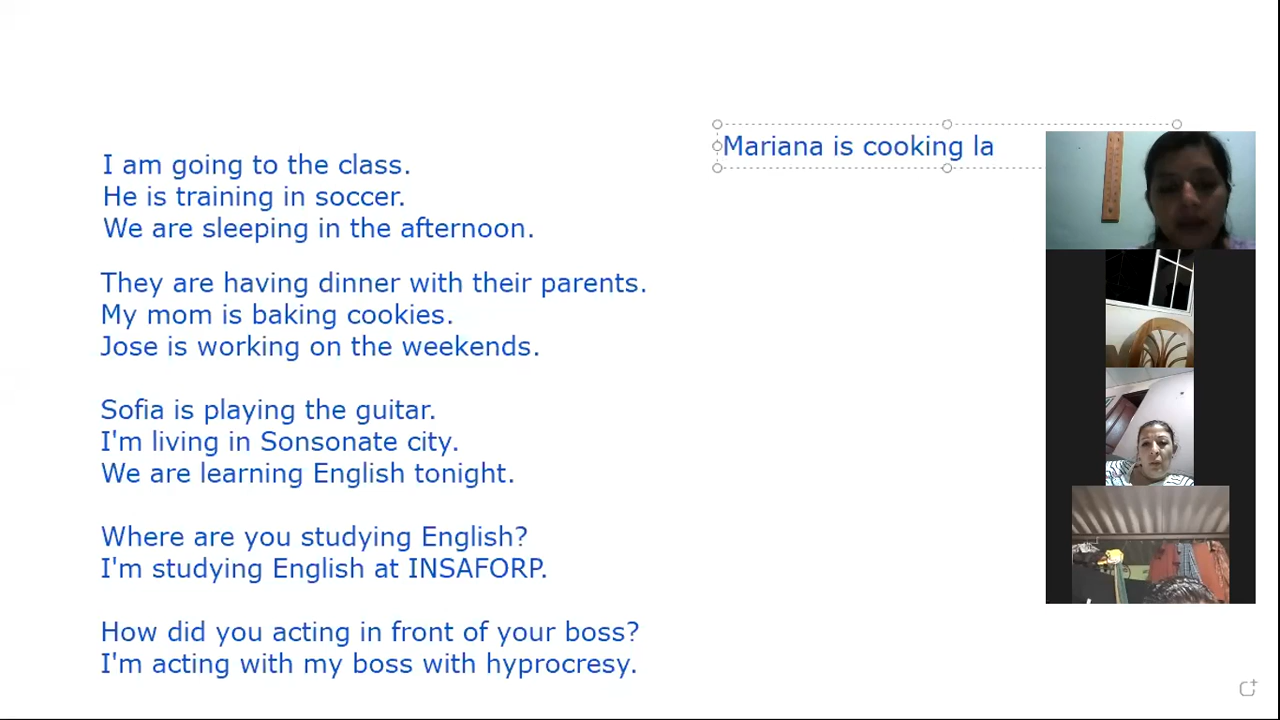 I am going to the class.
He is training in soccer.
We are sleeping in the afternoon.
They are having dinner with their parents.
My mom is baking cookies.
Jose is working on the weekends.
Sofia is playing the guitar.
I'm living in Sonsonate city.
We are learning English tonight.
Where are you studying English?
I'm studying English at INSAFORP.
How did you acting in front of your boss?
I'm acting with my boss with hyprocresy.
Mariana is cooking la